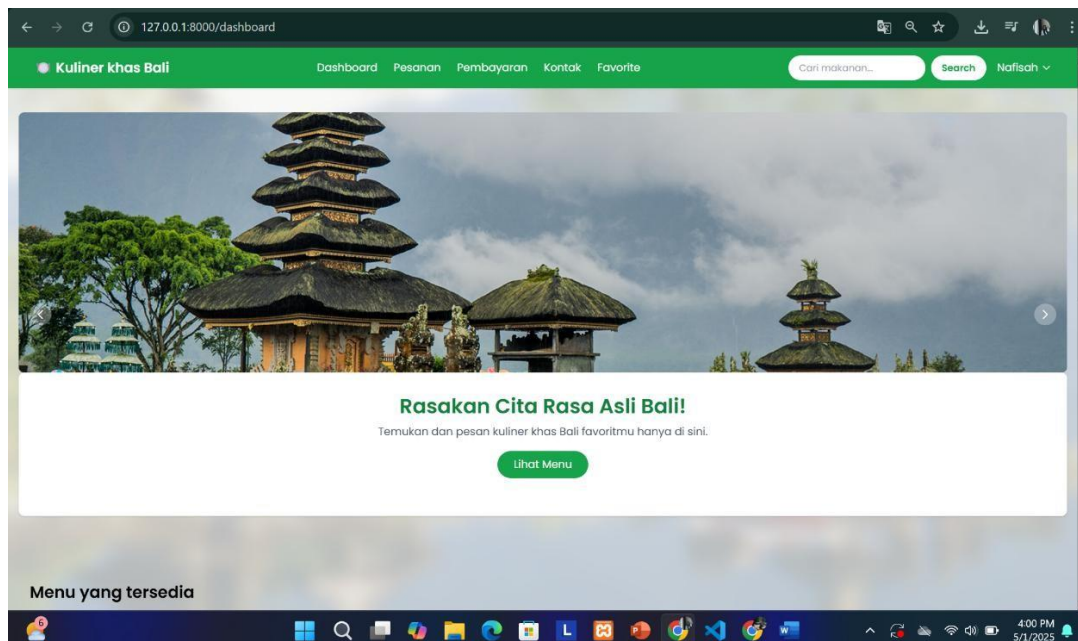 127.0.0.1:8000/dashboard
Kuliner khas Bali
Dashboard Pesanan Pembayaran Kontak Favorite
Cari makanan...
Search
Nafisah
Rasakan Cita Rasa Asli Bali!
Temukan dan pesan kuliner khas Bali favoritmu hanya di sini.
Lihat Menu
Menu yang tersedia
6
L
4:00 PM
5/1/2025